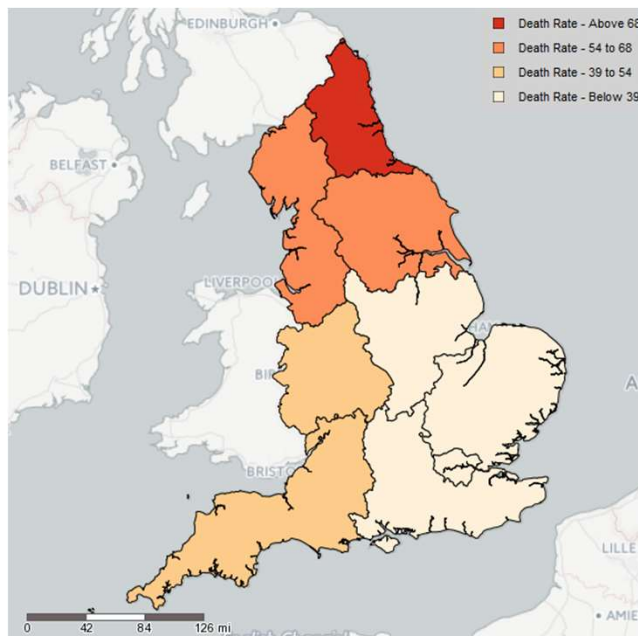 EDINBURGH
Death Rate - Above 68
Death Rate - 54 to 68
Death Rate - 39 to 54
Death Rate - Below 39
BELFAST
DUBLIN
LIVERPOOL
BRISTO
LILLE
AMIE
0 42 84 126 mi